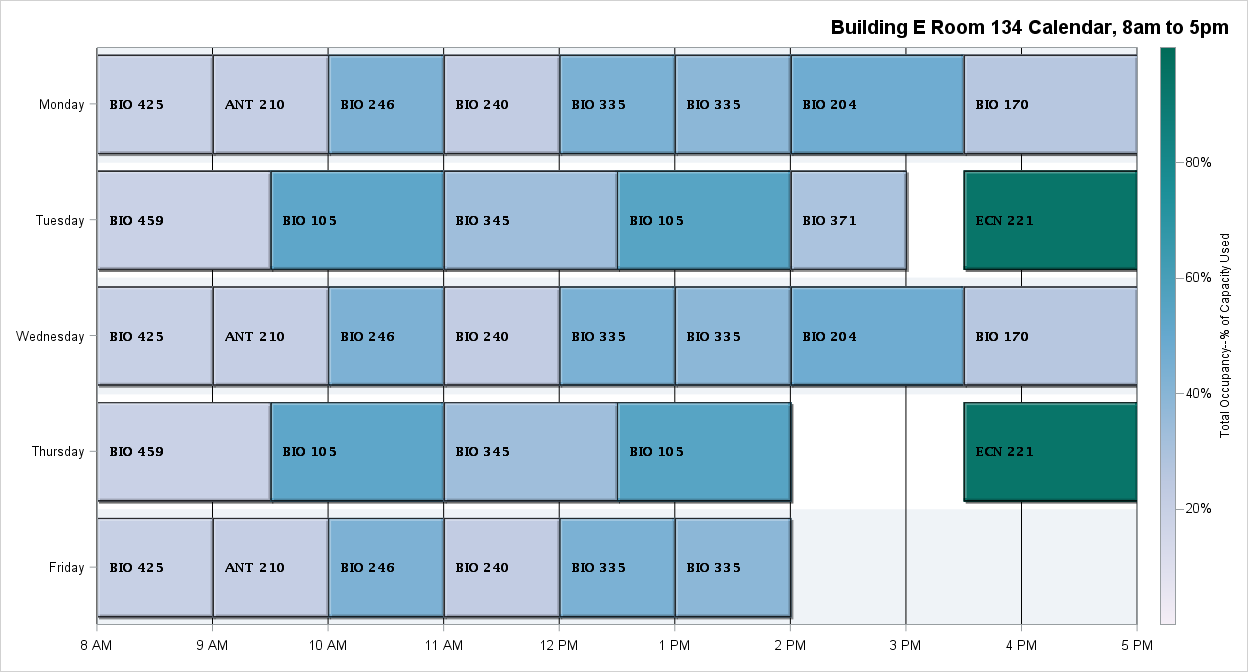 Building E Room 134 Calendar, 8am to 5pm
Monday
BIO 425
ANT 210
BIO 246
BIO 240
BIO 335
BIO 335
BIO 204
BIO 170
Tuesday
BIO 459
BIO 105
BIO 345
BIO 105
BIO 371
ECN 221
Wednesday
BIO 425
ANT 210
BIO 246
BIO 240
BIO 335
BIO 335
BIO 204
BIO 170
Thursday
BIO 459
BIO 105
BIO 345
BIO 105
ECN 221
Friday
BIO 425
ANT 210
BIO 246
BIO 240
BIO 335
BIO 335
8 AM
9 AM
10 AM
11 AM
12 PM
1 PM
2 PM
3 PM
4 PM
5 PM
80%
60%
40%
20%
Total Occupancy--% of Capacity Used